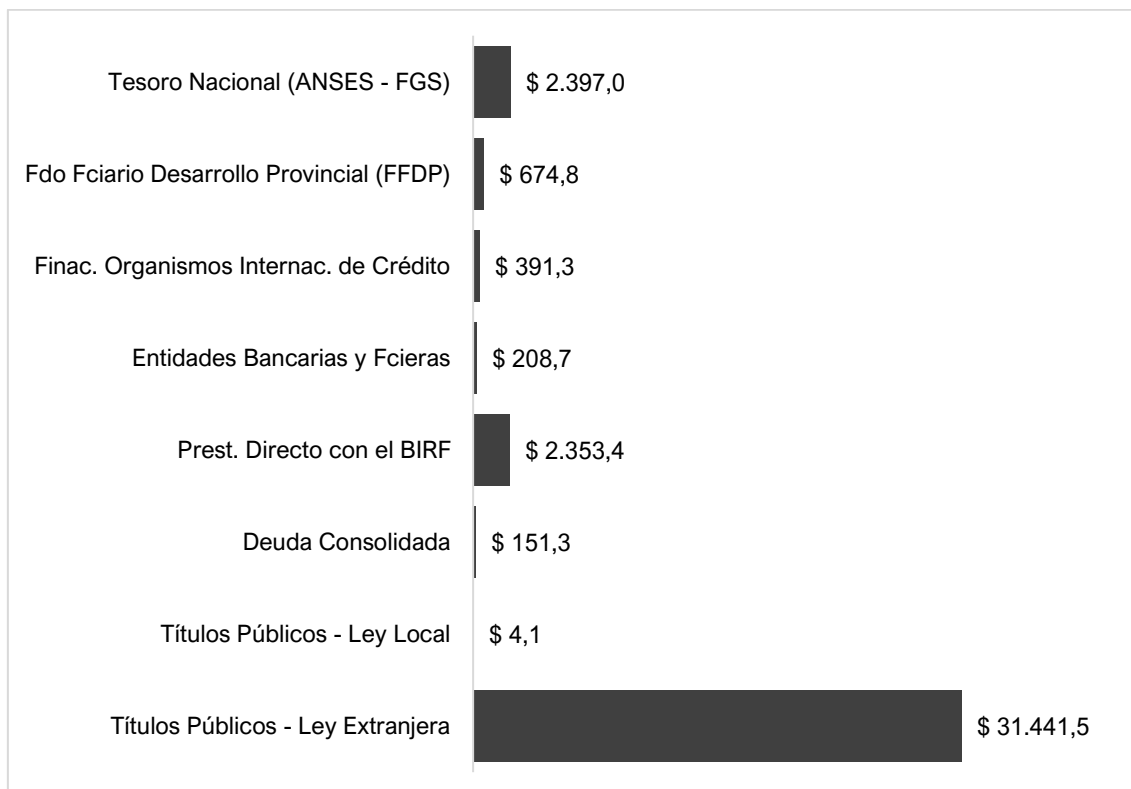 Tesoro Nacional (ANSES - FGS) $ 2.397,0
Fdo Fciario Desarrollo Provincial (FFDP) $ 674,8
Finac. Organismos Internac. de Crédito $ 391,3
Entidades Bancarias y Fcieras $ 208,7
Prest. Directo con el BIRF $ 2.353,4
Deuda Consolidada $ 151,3
Títulos Públicos - Ley Local $ 4,1
Títulos Públicos - Ley Extranjera $ 31.441,5